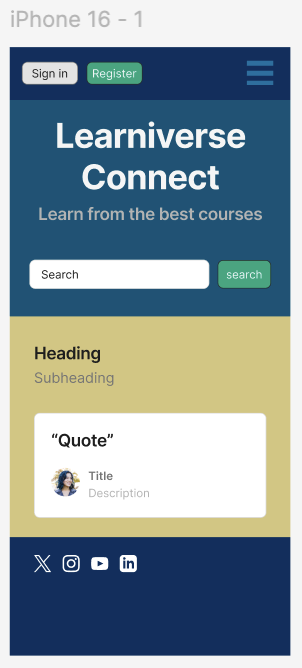 iPhone 16 - 1
Sign in
Register
Learniverse
Connect
Learn from the best courses
Search
search
Heading
Subheading
“Quote”
Title
Description